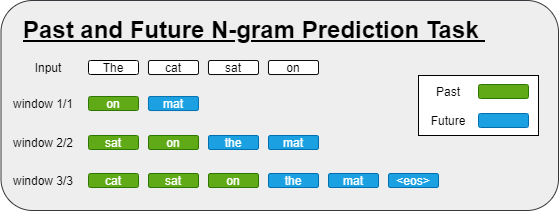 Past and Future N-gram Prediction Task
Input The cat sat on
Past
window 1/1 on mat
Future
window 2/2 sat on the mat
window 3/3 cat sat on the mat <eos>